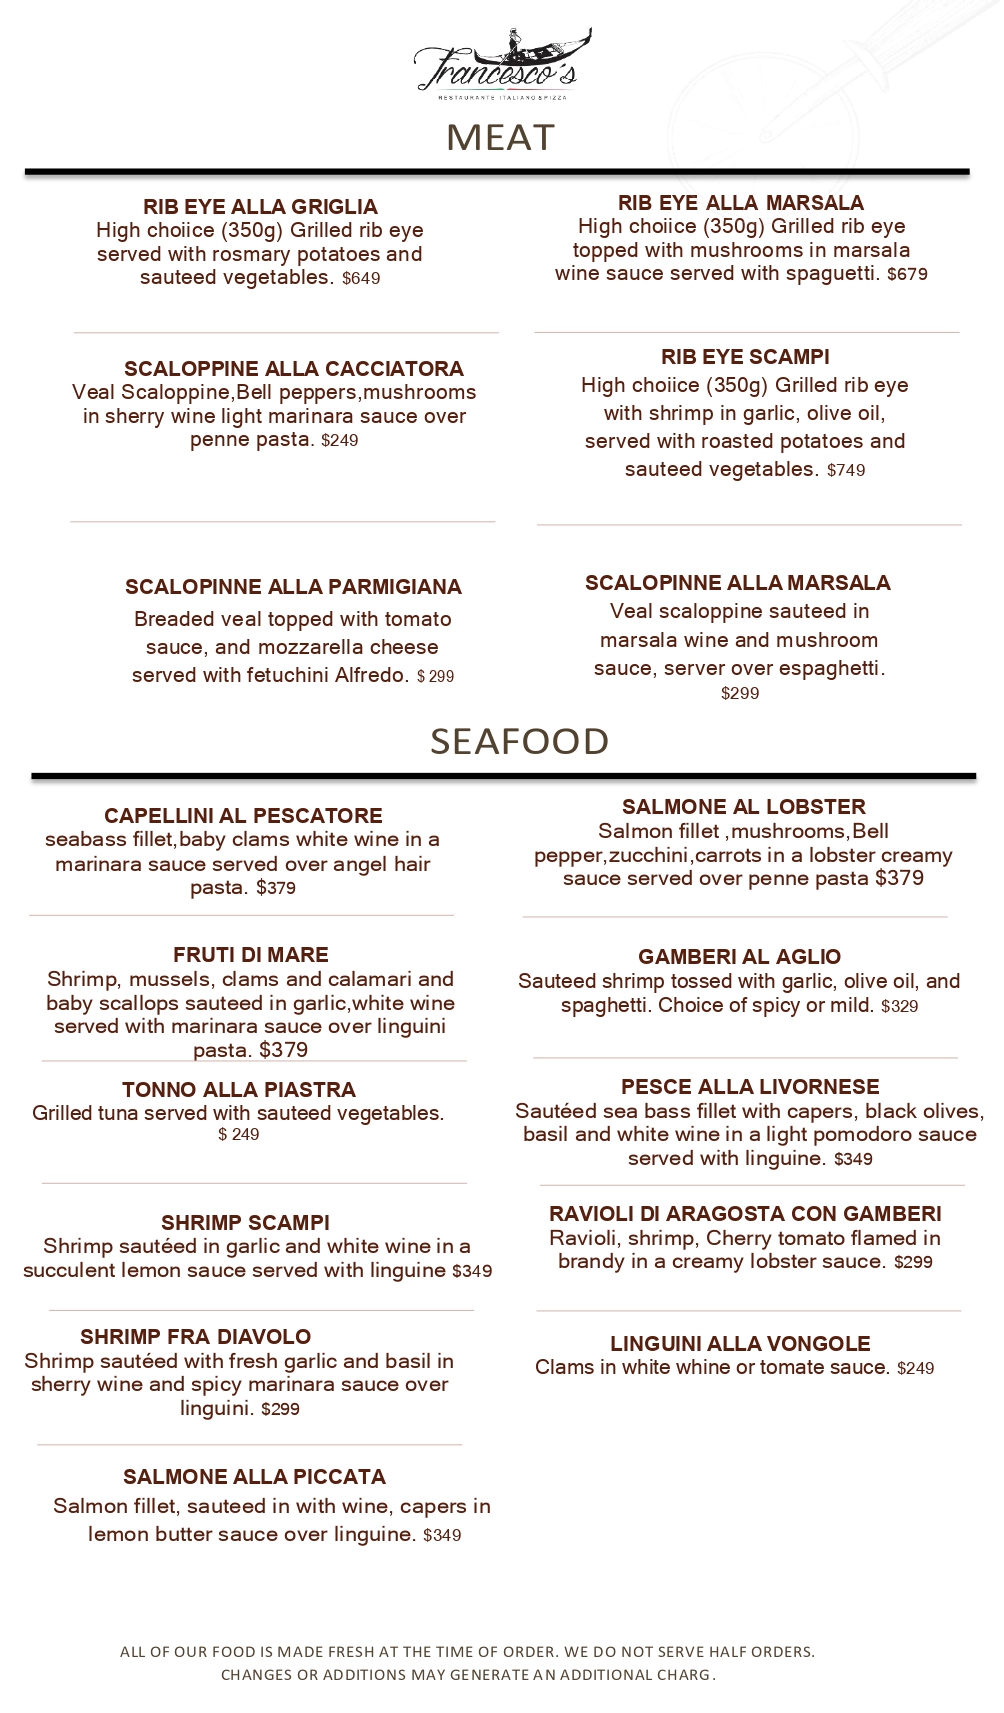 Francesco's
RESTAURANTE ITALIANO & PIZZA
MEAT
RIB EYE ALLA GRIGLIA
High choiice (350g) Grilled rib eye
served with rosmary potatoes and
sauteed vegetables. $649
RIB EYE ALLA MARSALA
High choiice (350g) Grilled rib eye
topped with mushrooms in marsala
wine sauce served with spaguetti. $679
SCALOPPINE ALLA CACCIATORA
Veal Scaloppine,Bell peppers,mushrooms
in sherry wine light marinara sauce over
penne pasta. $249
RIB EYE SCAMPI
High choiice (350g) Grilled rib eye
with shrimp in garlic, olive oil,
served with roasted potatoes and
sauteed vegetables. $749
SCALOPINNE ALLA PARMIGIANA
Breaded veal topped with tomato
sauce, and mozzarella cheese
served with fetuchini Alfredo. $ 299
SCALOPINNE ALLA MARSALA
Veal scaloppine sauteed in
marsala wine and mushroom
sauce, server over espaghetti.
$299
SEAFOOD
CAPELLINI AL PESCATORE
seabass fillet,baby clams white wine in a
marinara sauce served over angel hair
pasta. $379
SALMONE AL LOBSTER
Salmon fillet ,mushrooms,Bell
pepper,zucchini,carrots in a lobster creamy
sauce served over penne pasta $379
FRUTI DI MARE
Shrimp, mussels, clams and calamari and
baby scallops sauteed in garlic,white wine
served with marinara sauce over linguini
pasta. $379
GAMBERI AL AGLIO
Sauteed shrimp tossed with garlic, olive oil, and
spaghetti. Choice of spicy or mild. $329
TONNO ALLA PIASTRA
Grilled tuna served with sauteed vegetables.
$ 249
PESCE ALLA LIVORNESE
Sautéed sea bass fillet with capers, black olives,
basil and white wine in a light pomodoro sauce
served with linguine. $349
SHRIMP SCAMPI
Shrimp sautéed in garlic and white wine in a
succulent lemon sauce served with linguine $349
RAVIOLI DI ARAGOSTA CON GAMBERI
Ravioli, shrimp, Cherry tomato flamed in
brandy in a creamy lobster sauce. $299
SHRIMP FRA DIAVOLO
Shrimp sautéed with fresh garlic and basil in
sherry wine and spicy marinara sauce over
linguini. $299
LINGUINI ALLA VONGOLE
Clams in white whine or tomate sauce. $249
SALMONE ALLA PICCATA
Salmon fillet, sauteed in with wine, capers in
lemon butter sauce over linguine. $349
ALL OF OUR FOOD IS MADE FRESH AT THE TIME OF ORDER. WE DO NOT SERVE HALF ORDERS.
CHANGES OR ADDITIONS MAY GENERATE AN ADDITIONAL CHARG.